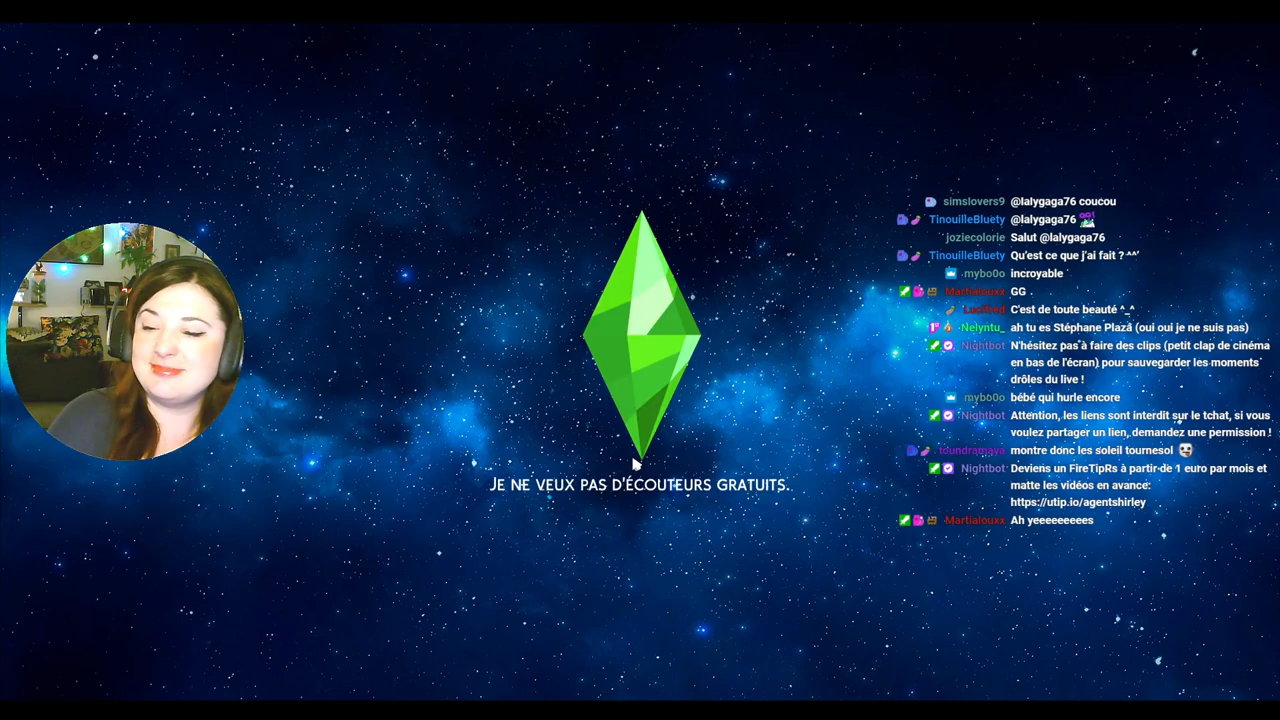 simslovers9 @lalygaga76 coucou
TinouilleBluety @lalygaga76
joziecolorie Salut @lalygaga76
TinouilleBluety Qu'est ce que j'ai fait ? ^^'
mybo0o incroyable
Martialouxx GG
Lucifred C'est de toute beauté ^_^
Nelyntu_ ah tu es Stéphane Plaza (oui oui je ne suis pas)
Nightbot N'hésitez pas à faire des clips (petit clap de cinéma
en bas de l'écran) pour sauvegarder les moments
drôles du live !
mybo0o bébé qui hurle encore
Nightbot Attention, les liens sont interdit sur le tchat, si vous
voulez partager un lien, demandez une permission !
toundramaya montre donc les soleil tournesol
Nightbot Deviens un FireTipRs à partir de 1 euro par mois et
matte les vidéos en avance:
https://utip.io/agentshirley
Martialouxx Ah yeeeeeeeees
JE NE VEUX PAS D'ÉCOUTEURS GRATUITS.